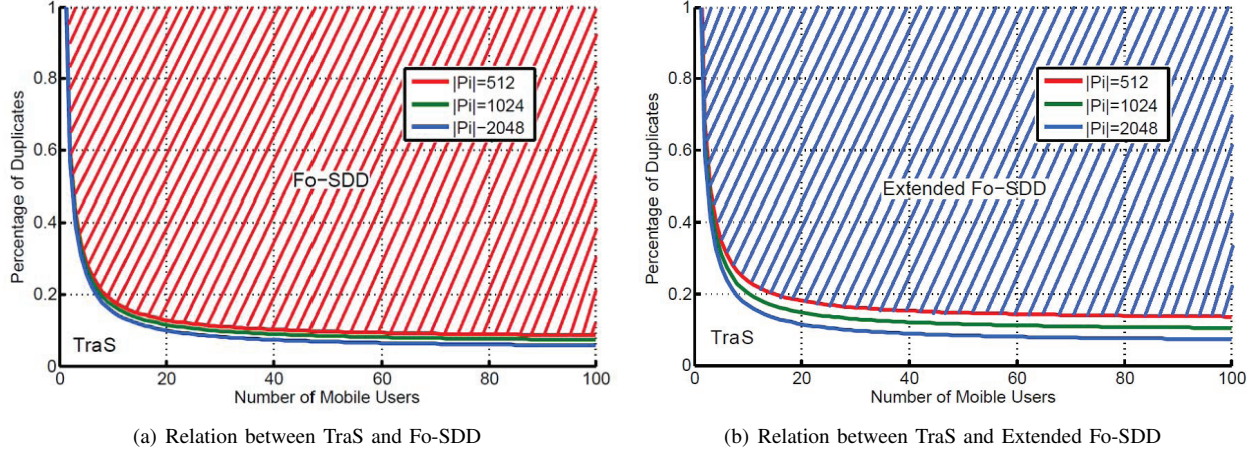 1
0.8
0.6
0.4
0.2
0
0
20
40
60
80
100
Percentage of Duplicates
Number of Mobile Users
|Pi|=512
|Pi|=1024
|Pi|−2048
Fo−SDD
TraS
(a) Relation between TraS and Fo-SDD
1
0.8
0.6
0.4
0.2
0
0
20
40
60
80
100
Percentage of Duplicates
Number of Moible Users
|Pi|=512
|Pi|=1024
|Pi|=2048
Extended Fo−SDD
TraS
(b) Relation between TraS and Extended Fo-SDD